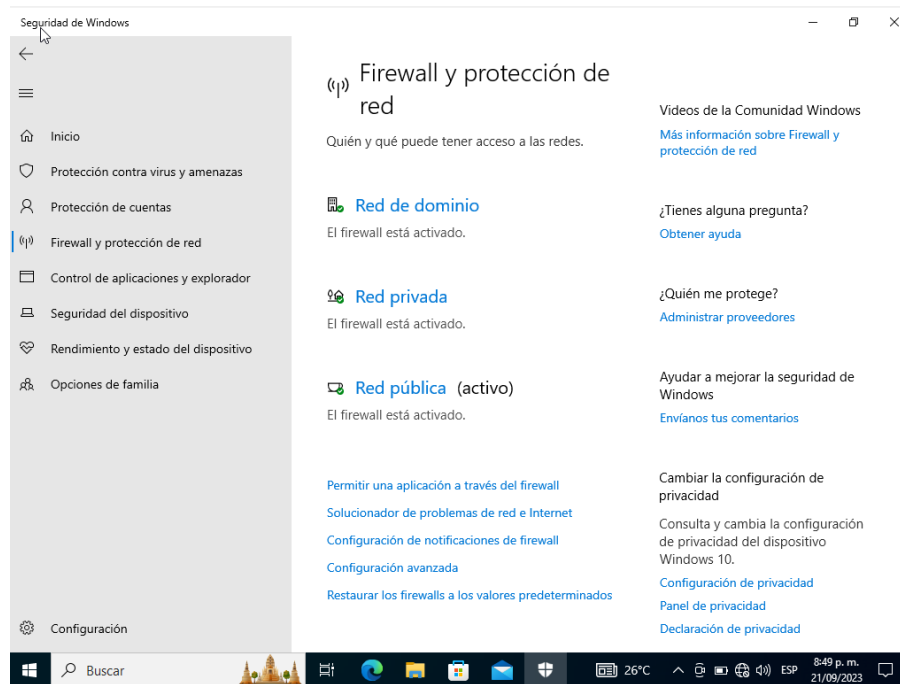 Seguridad de Windows
Inicio
Protección contra virus y amenazas
Protección de cuentas
Firewall y protección de red
Control de aplicaciones y explorador
Seguridad del dispositivo
Rendimiento y estado del dispositivo
Opciones de familia
Configuración
Firewall y protección de
red
Quién y qué puede tener acceso a las redes.
Red de dominio
El firewall está activado.
Red privada
El firewall está activado.
Red pública (activo)
El firewall está activado.
Permitir una aplicación a través del firewall
Solucionador de problemas de red e Internet
Configuración de notificaciones de firewall
Configuración avanzada
Restaurar los firewalls a los valores predeterminados
Videos de la Comunidad Windows
Más información sobre Firewall y
protección de red
¿Tienes alguna pregunta?
Obtener ayuda
¿Quién me protege?
Administrar proveedores
Ayudar a mejorar la seguridad de
Windows
Envíanos tus comentarios
Cambiar la configuración de
privacidad
Consulta y cambia la configuración
de privacidad del dispositivo
Windows 10.
Configuración de privacidad
Panel de privacidad
Declaración de privacidad
Buscar
26°C
ESP
8:49 p. m.
21/09/2023